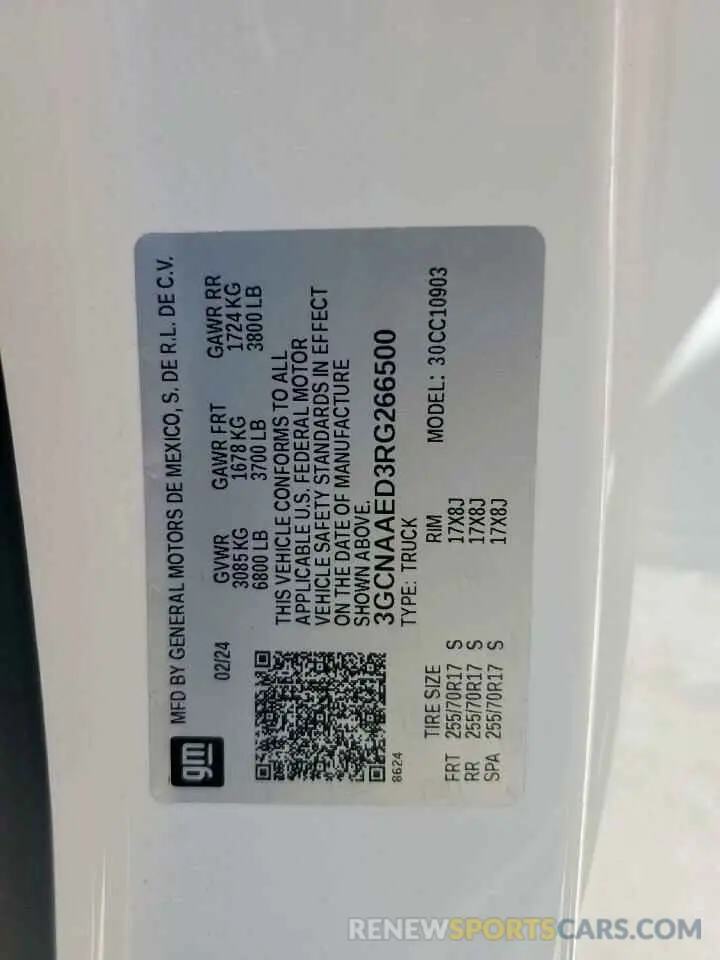 gm
MFD BY GENERAL MOTORS DE MEXICO, S. DE R.L. DE C.V.
02/24 GVWR GAWR FRT GAWR RR
3085 KG 1678 KG 1724 KG
6800 LB 3700 LB 3800 LB
THIS VEHICLE CONFORMS TO ALL
APPLICABLE U.S. FEDERAL MOTOR
VEHICLE SAFETY STANDARDS IN EFFECT
ON THE DATE OF MANUFACTURE
SHOWN ABOVE.
3GCNAAED3RG266500
8624 TYPE: TRUCK MODEL: 30CC10903
TIRE SIZE RIM
FRT 255/70R17 S 17X8J
RR 255/70R17 S 17X8J
SPA 255/70R17 S 17X8J
RENEWSPORTSCARS.COM